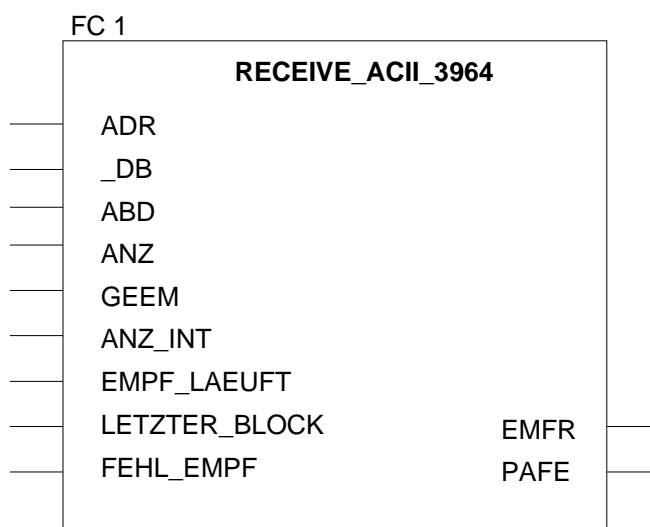 FC 1
RECEIVE_ACII_3964
ADR
_DB
ABD
ANZ
GEEM
ANZ_INT
EMPF_LAEUFT
LETZTER_BLOCK EMFR
FEHL_EMPF PAFE